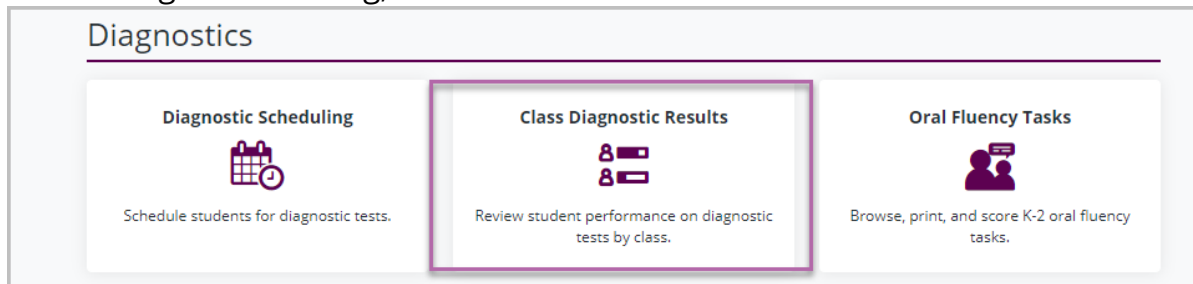 Diagnostics
Diagnostic Scheduling
Schedule students for diagnostic tests.
Class Diagnostic Results
Review student performance on diagnostic
tests by class.
Oral Fluency Tasks
Browse, print, and score K-2 oral fluency
tasks.